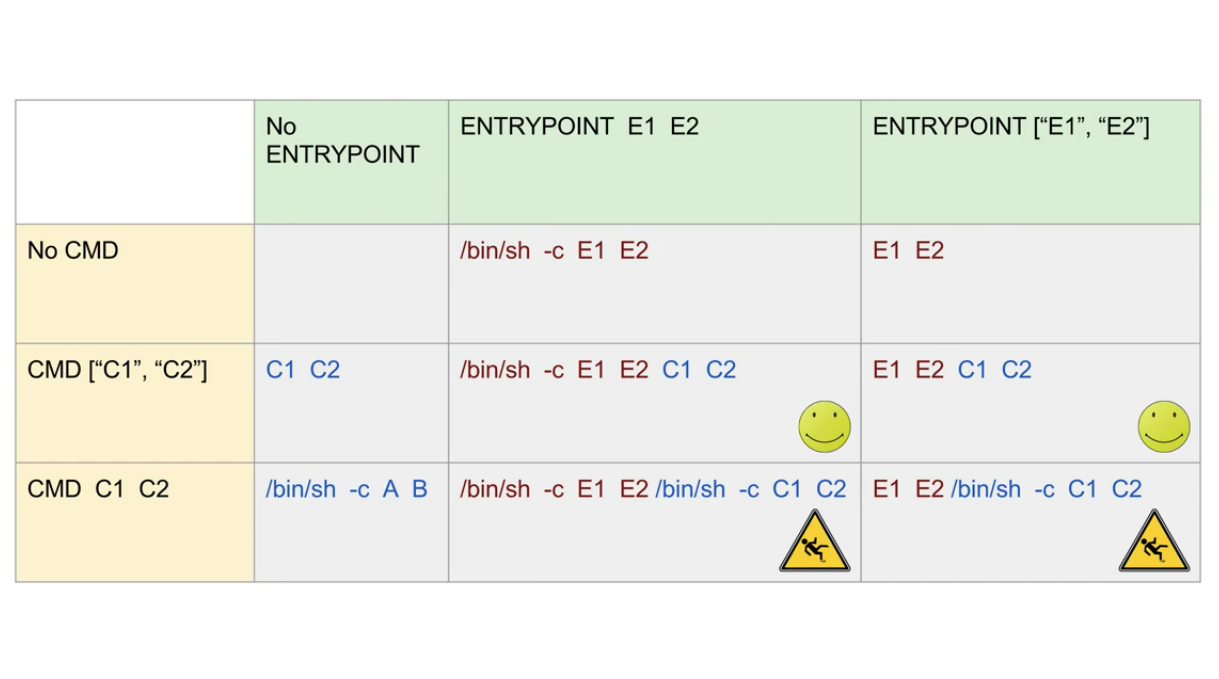 No
ENTRYPOINT
ENTRYPOINT E1 E2
ENTRYPOINT [“E1”, “E2”]
No CMD
/bin/sh -c E1 E2
E1 E2
CMD [“C1”, “C2”]
C1 C2
/bin/sh -c E1 E2 C1 C2
E1 E2 C1 C2
CMD C1 C2
/bin/sh -c A B
/bin/sh -c E1 E2 /bin/sh -c C1 C2
E1 E2 /bin/sh -c C1 C2